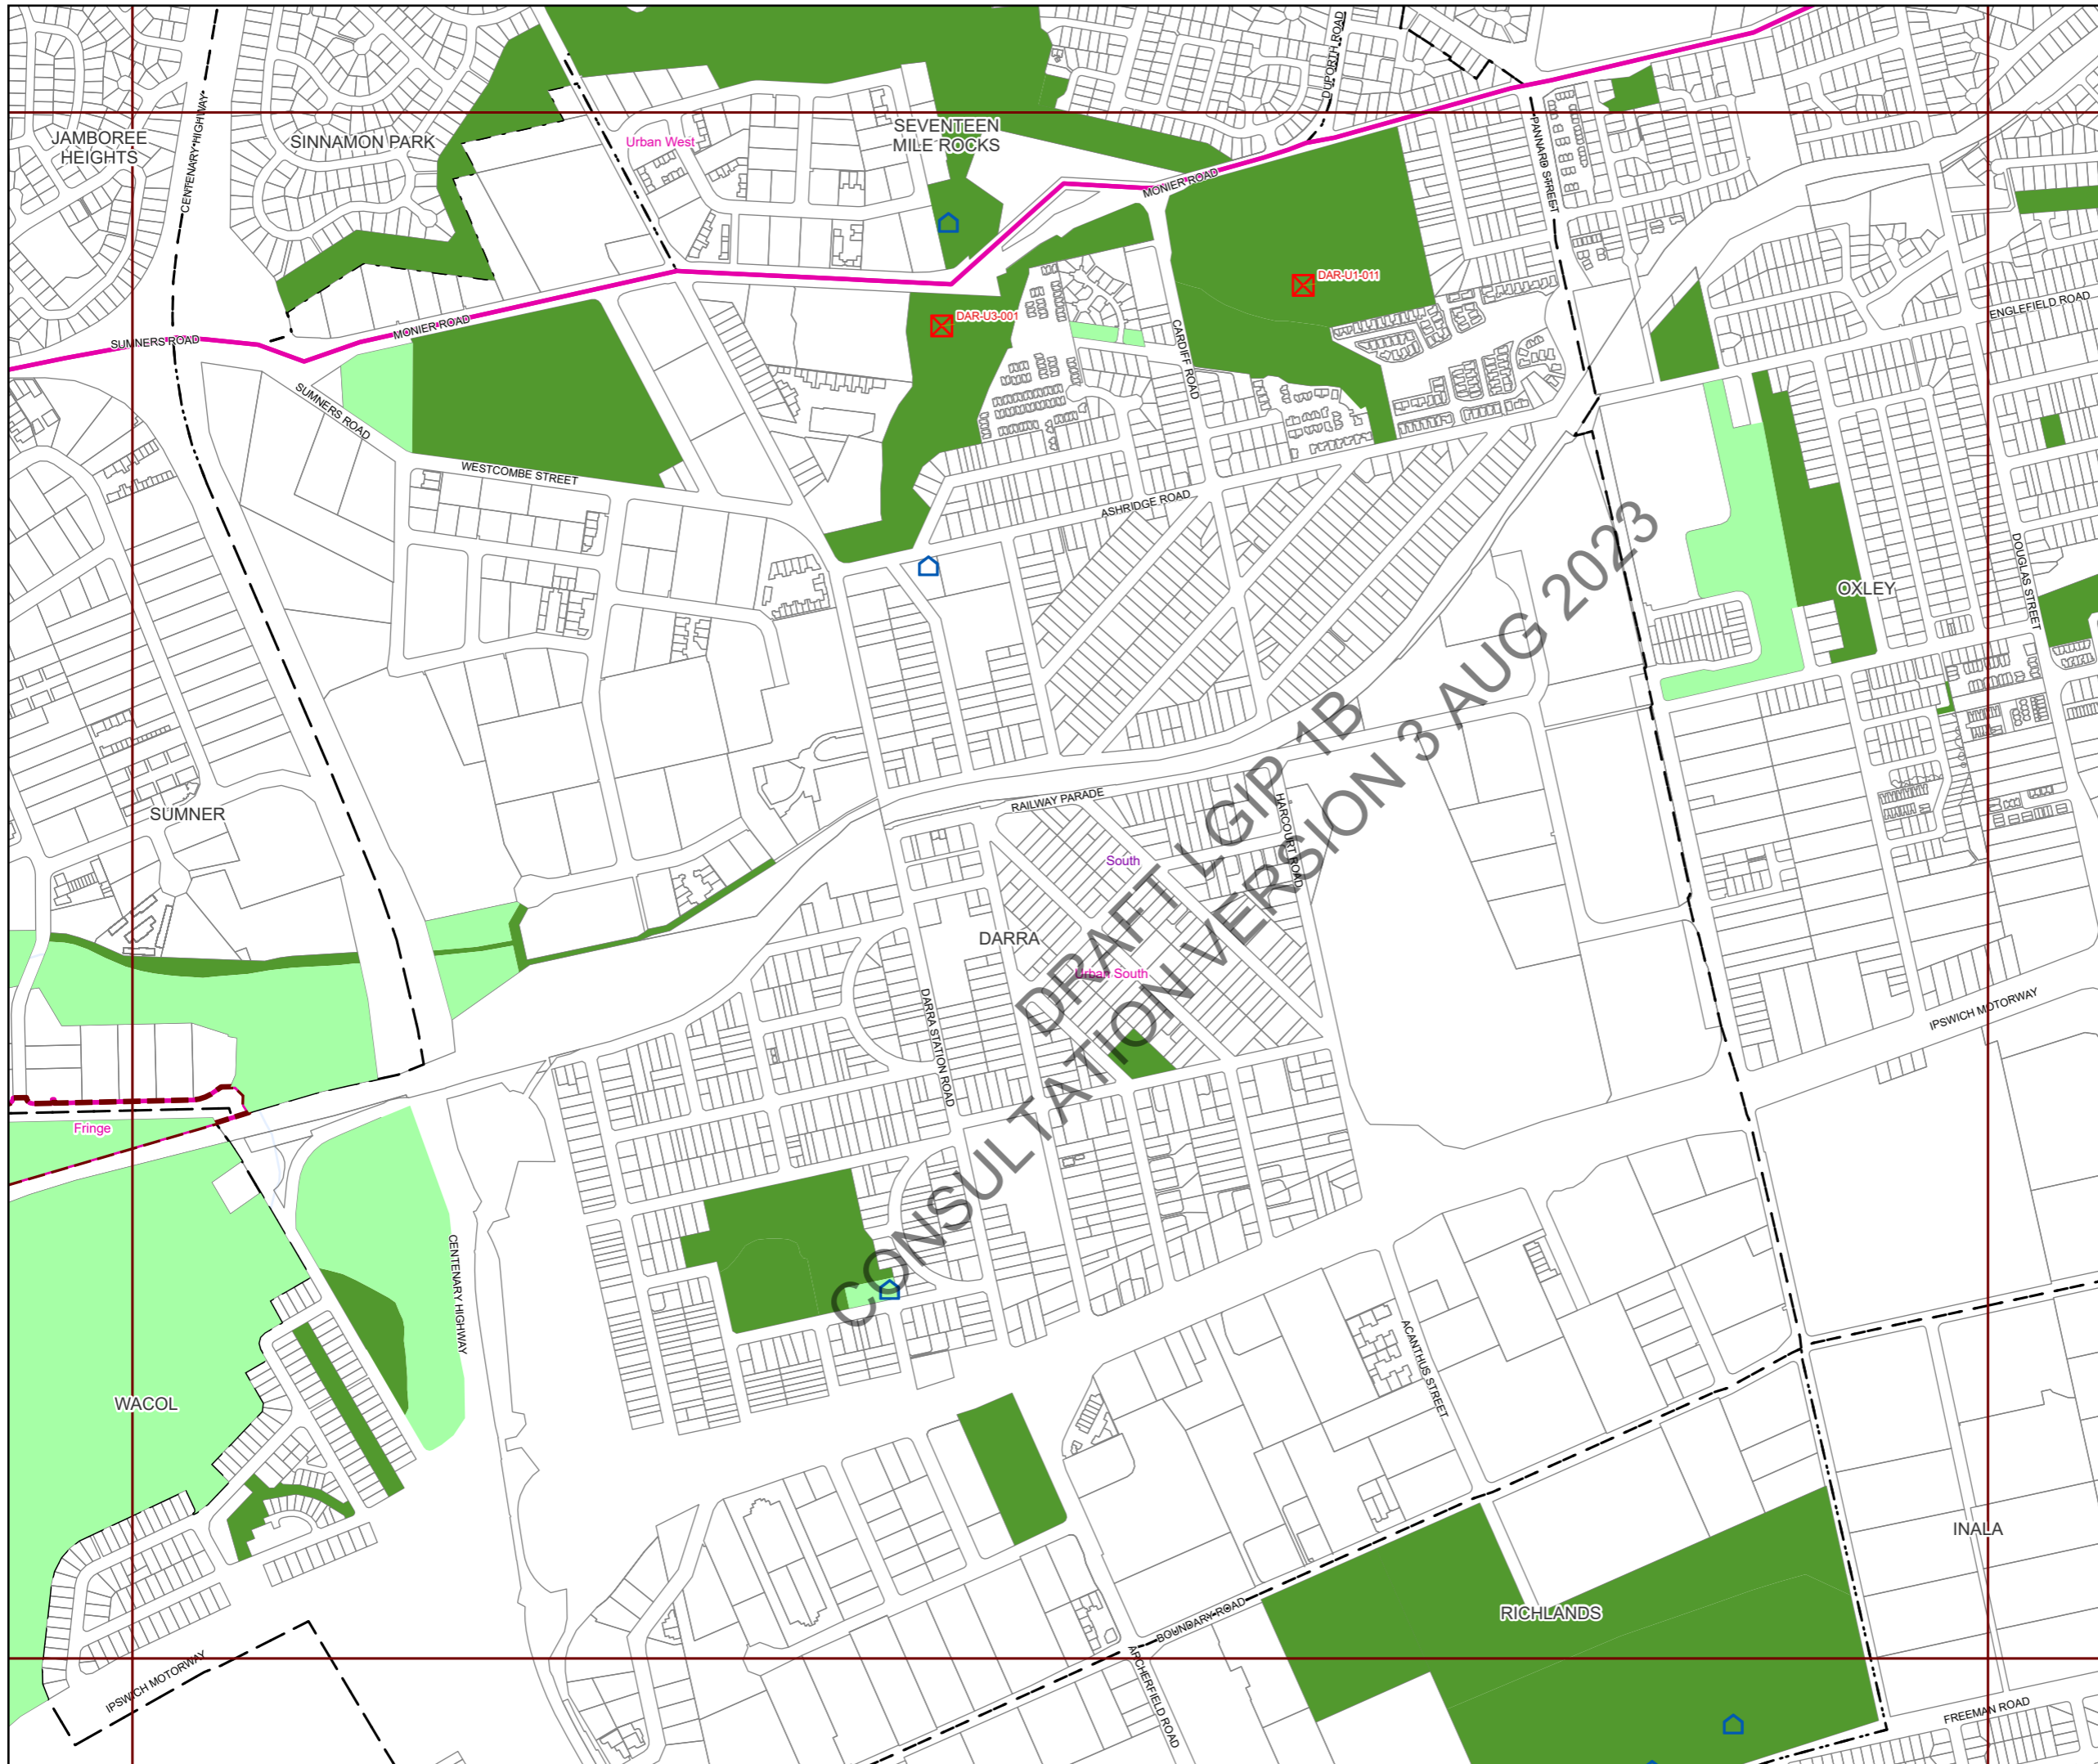 DUPORTH ROAD
JAMBOREE
HEIGHTS
CENTENARY HIGHWAY
SINNAMON PARK
Urban West
SEVENTEEN
MILE ROCKS
PANNARD STREET
MONIER ROAD
DAR-U1-011
DAR-U3-001
ENGLEFIELD ROAD
SUMNERS ROAD
MONIER ROAD
CARDIFF ROAD
SUMNERS ROAD
WESTCOMBE STREET
ASHRIDGE ROAD
DOUGLAS STREET
OXLEY
SUMNER
RAILWAY PARADE
HARCOURT ROAD
South
DARRA
Urban South
DRAFT LGIP 1B
CONSULTATION VERSION 3 AUG 2023
DARRA STATION ROAD
IPSWICH MOTORWAY
Fringe
CENTENARY HIGHWAY
ACANTHUS STREET
WACOL
INALA
RICHLANDS
BOUNDARY ROAD
IPSWICH MOTORWAY
ARCHERFIELD ROAD
FREEMAN ROAD